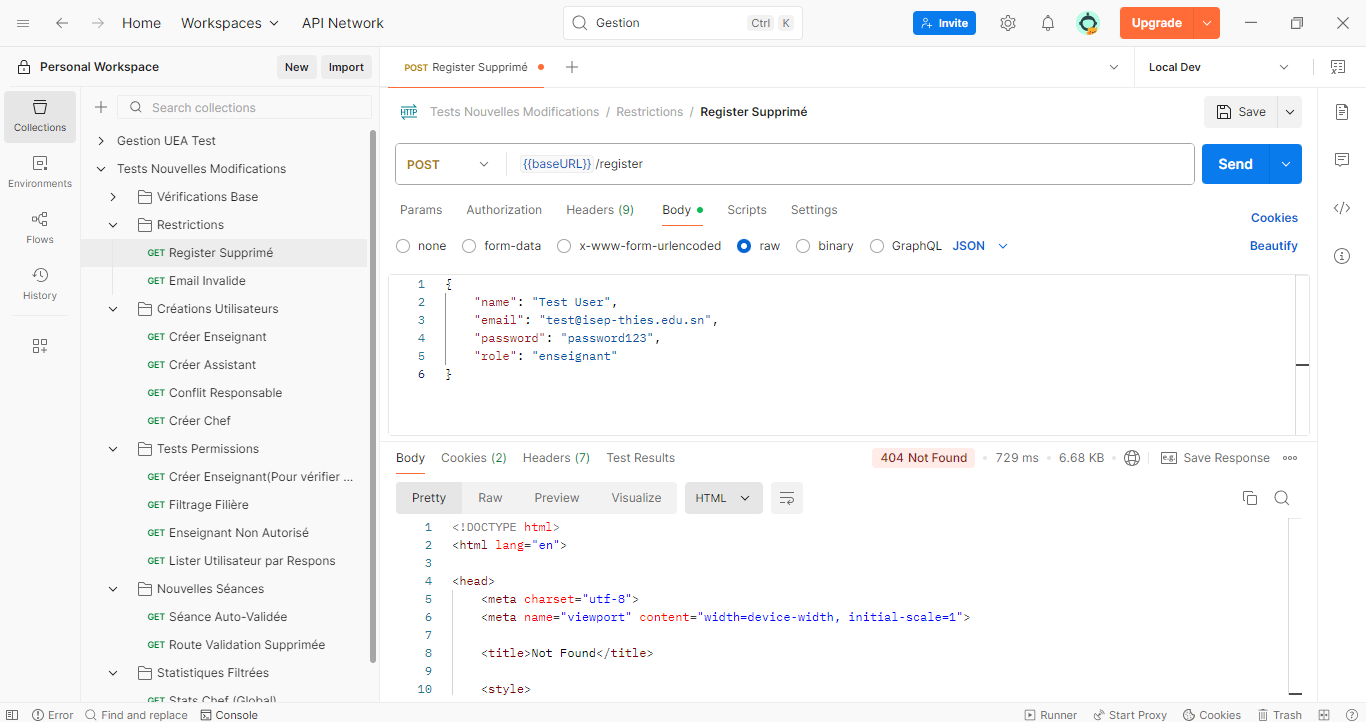 Home Workspaces API Network Gestion Ctrl K Invite Upgrade
Personal Workspace New Import POST Register Supprimé Local Dev
Search collections
Collections
Environments
Flows
History
Gestion UEA Test
Tests Nouvelles Modifications
Vérifications Base
Restrictions
GET Register Supprimé
GET Email Invalide
Créations Utilisateurs
GET Créer Enseignant
GET Créer Assistant
GET Conflit Responsable
GET Créer Chef
Tests Permissions
GET Créer Enseignant(Pour vérifier ...
GET Filtrage Filière
GET Enseignant Non Autorisé
GET Lister Utilisateur par Respons
Nouvelles Séances
GET Séance Auto-Validée
GET Route Validation Supprimée
Statistiques Filtrées
GET Stats Chef (Global)
HTTP Tests Nouvelles Modifications / Restrictions / Register Supprimé Save
POST {{baseURL}} /register Send
Params Authorization Headers (9) Body Scripts Settings Cookies
none form-data x-www-form-urlencoded raw binary GraphQL JSON Beautify
1 {
2 "name": "Test User",
3 "email": "test@isep-thies.edu.sn",
4 "password": "password123",
5 "role": "enseignant"
6 }
Body Cookies (2) Headers (7) Test Results 404 Not Found 729 ms 6.68 KB e.g. Save Response
Pretty Raw Preview Visualize HTML
1 <!DOCTYPE html>
2 <html lang="en">
3
4 <head>
5 <meta charset="utf-8">
6 <meta name="viewport" content="width=device-width, initial-scale=1">
7
8 <title>Not Found</title>
9
10 <style>
Error Find and replace Console Runner Start Proxy Cookies Trash